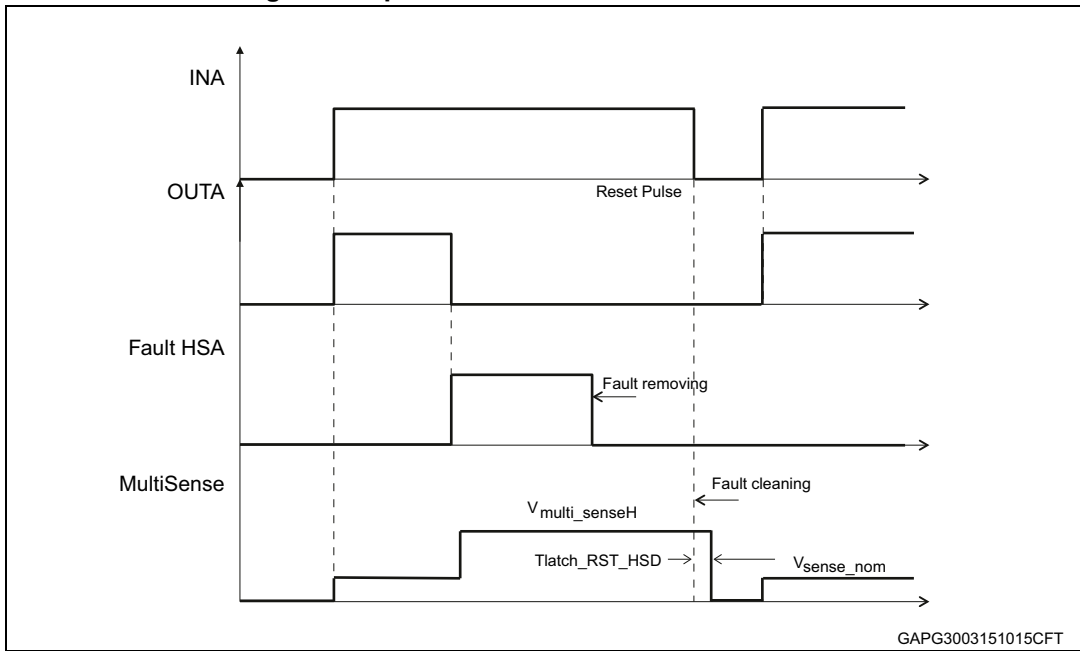 INA
Reset Pulse
OUTA
Fault HSA
Fault removing
MultiSense
Fault cleaning
Vmulti_senseH
Tlatch_RST_HSD
Vsense_nom
GAPG3003151015CFT